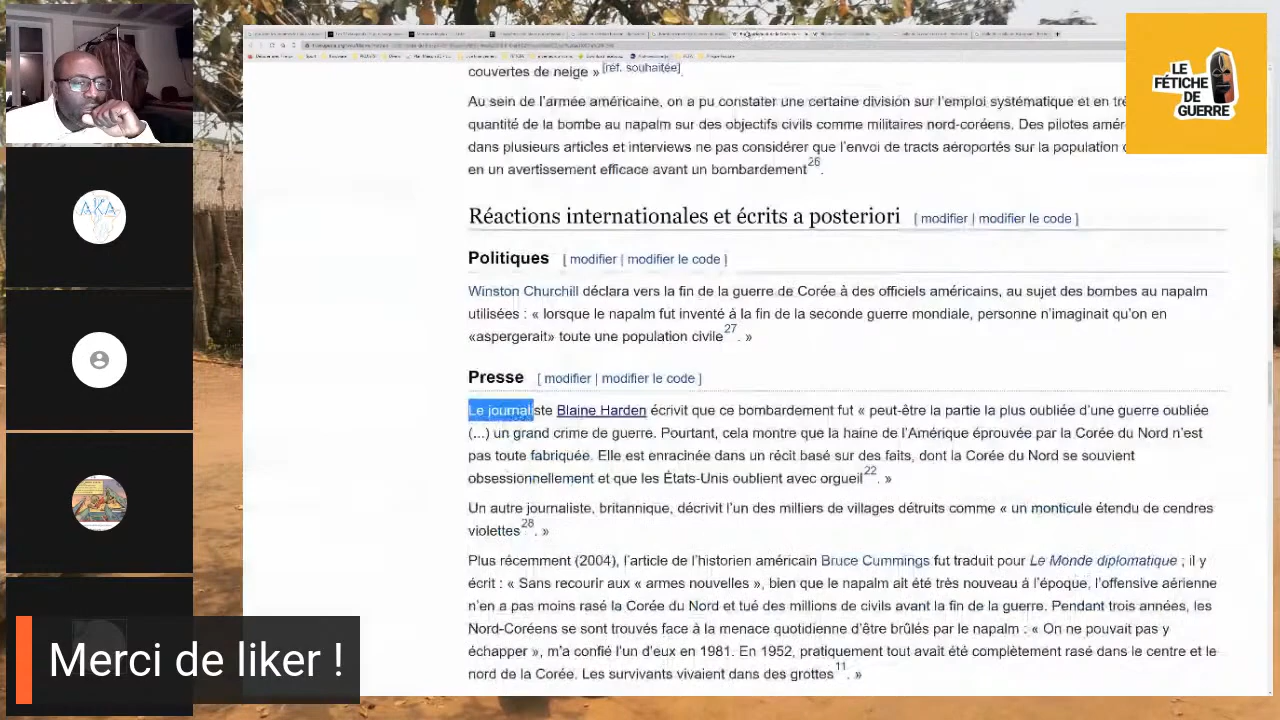 LE
FÉTICHE
DE
GUERRE
AKA
couvertes de neige » [réf. souhaitée].
Au sein de l’armée américaine, on a pu constater une certaine division sur l’emploi systématique et en
quantité de la bombe au napalm sur des objectifs civils comme militaires nord-coréens. Des pilotes
dans plusieurs articles et interviews ne pas considérer que l’envoi de tracts aéroportés sur la population
en un avertissement efficace avant un bombardement26.
Réactions internationales et écrits a posteriori [ modifier | modifier le code ]
Politiques [ modifier | modifier le code ]
Winston Churchill déclara vers la fin de la guerre de Corée à des officiels américains, au sujet des bombes au napalm
utilisées : « lorsque le napalm fut inventé à la fin de la seconde guerre mondiale, personne n’imaginait qu’on en
«aspergerait» toute une population civile27. »
Presse [ modifier | modifier le code ]
Le journaliste Blaine Harden écrivit que ce bombardement fut « peut-être la partie la plus oubliée d’une guerre oubliée
(...) un grand crime de guerre. Pourtant, cela montre que la haine de l’Amérique éprouvée par la Corée du Nord n’est
pas toute fabriquée. Elle est enracinée dans un récit basé sur des faits, dont la Corée du Nord se souvient
obsessionnellement et que les États-Unis oublient avec orgueil22. »
Un autre journaliste, britannique, décrivit l’un des milliers de villages détruits comme « un monticule étendu de cendres
violettes28. »
Plus récemment (2004), l’article de l’historien américain Bruce Cummings fut traduit pour Le Monde diplomatique ; il y
écrit : « Sans recourir aux « armes nouvelles », bien que le napalm ait été très nouveau à l’époque, l’offensive aérienne
n’en a pas moins rasé la Corée du Nord et tué des millions de civils avant la fin de la guerre. Pendant trois années, les
Nord-Coréens se sont trouvés face à la menace quotidienne d’être brûlés par le napalm : « On ne pouvait pas y
échapper », m’a confié l’un d’eux en 1981. En 1952, pratiquement tout avait été complètement rasé dans le centre et le
nord de la Corée. Les survivants vivaient dans des grottes11. »
Merci de liker !